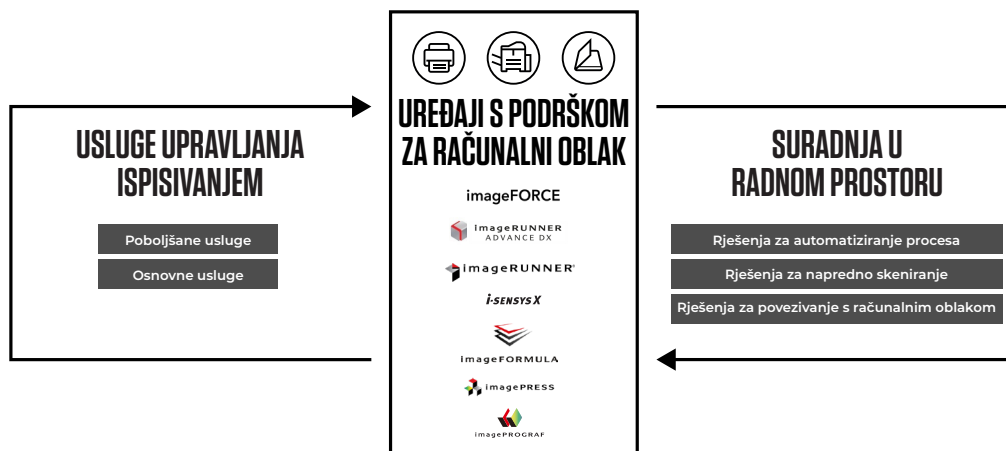 USLUGE UPRAVLJANJA
ISPISIVANJEM
Poboljšane usluge
Osnovne usluge
UREĐAJI S PODRŠKOM
ZA RAČUNALNI OBLAK
imageFORCE
imageRUNNER
ADVANCE DX
imageRUNNER®
i-SENSYS X
imageFORMULA
imagePRESS
imagePROGRAF
SURADNJA U
RADNOM PROSTORU
Rješenja za automatiziranje procesa
Rješenja za napredno skeniranje
Rješenja za povezivanje s računalnim oblakom